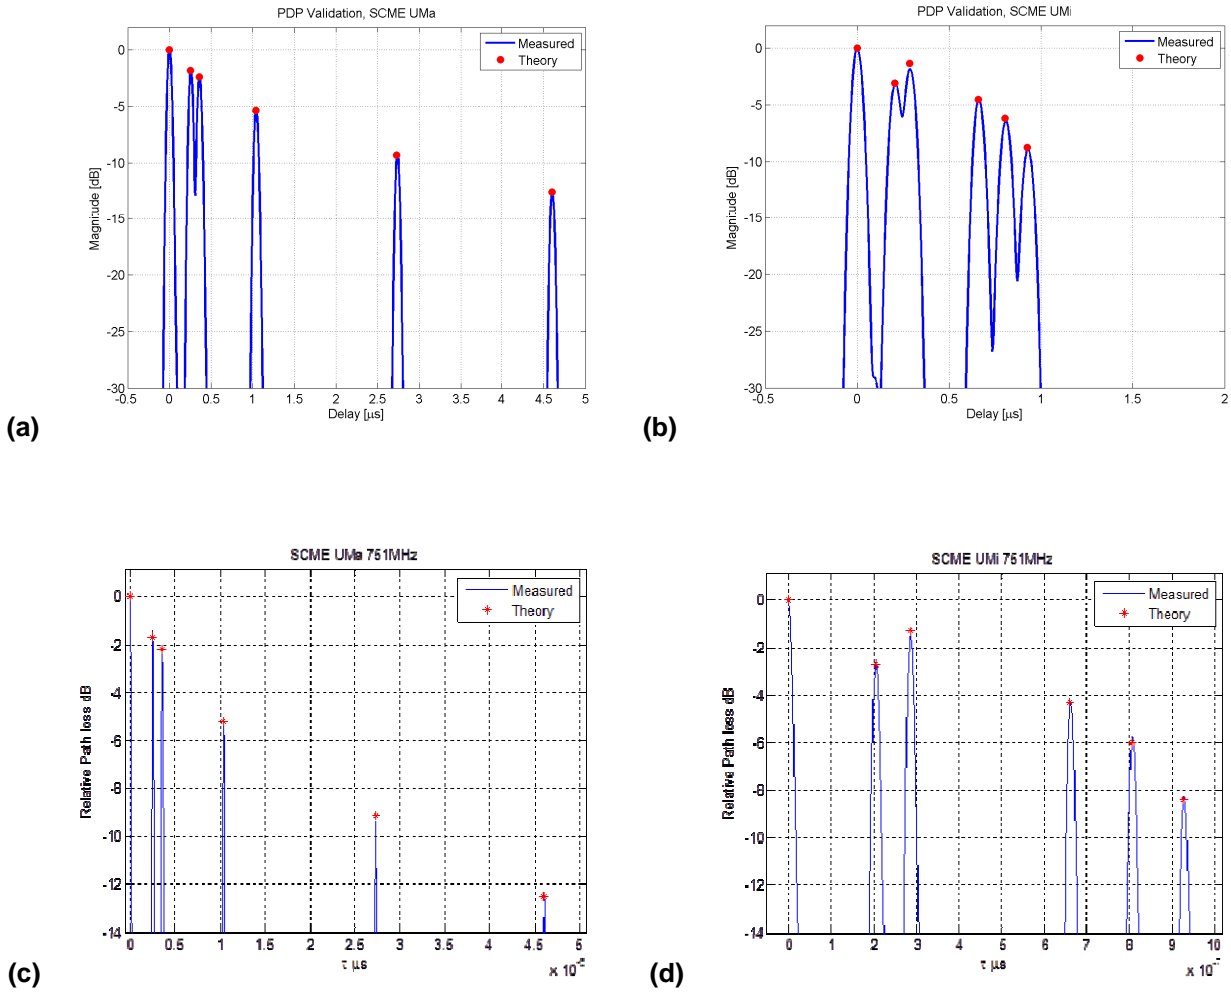 PDP Validation, SCME UMa
Measured
Theory
Magnitude [dB]
0
-5
-10
-15
-20
-25
-30
-0.5 0 0.5 1 1.5 2 2.5 3 3.5 4 4.5 5
Delay [µs]
(a)
PDP Validation, SCME UMi
Measured
Theory
Magnitude [dB]
0
-5
-10
-15
-20
-25
-30
-0.5 0 0.5 1 1.5 2
Delay [µs]
(b)
SCME UMa 751MHz
Measured
Theory
Relative Path loss dB
0
-2
-4
-6
-8
-10
-12
-14
0 0.5 1 1.5 2 2.5 3 3.5 4 4.5 5
τ µs
(c)
SCME UMi 751MHz
Measured
Theory
Relative Path loss dB
0
-2
-4
-6
-8
-10
-12
-14
0 1 2 3 4 5 6 7 8 9 10
τ µs
x 10
(d)